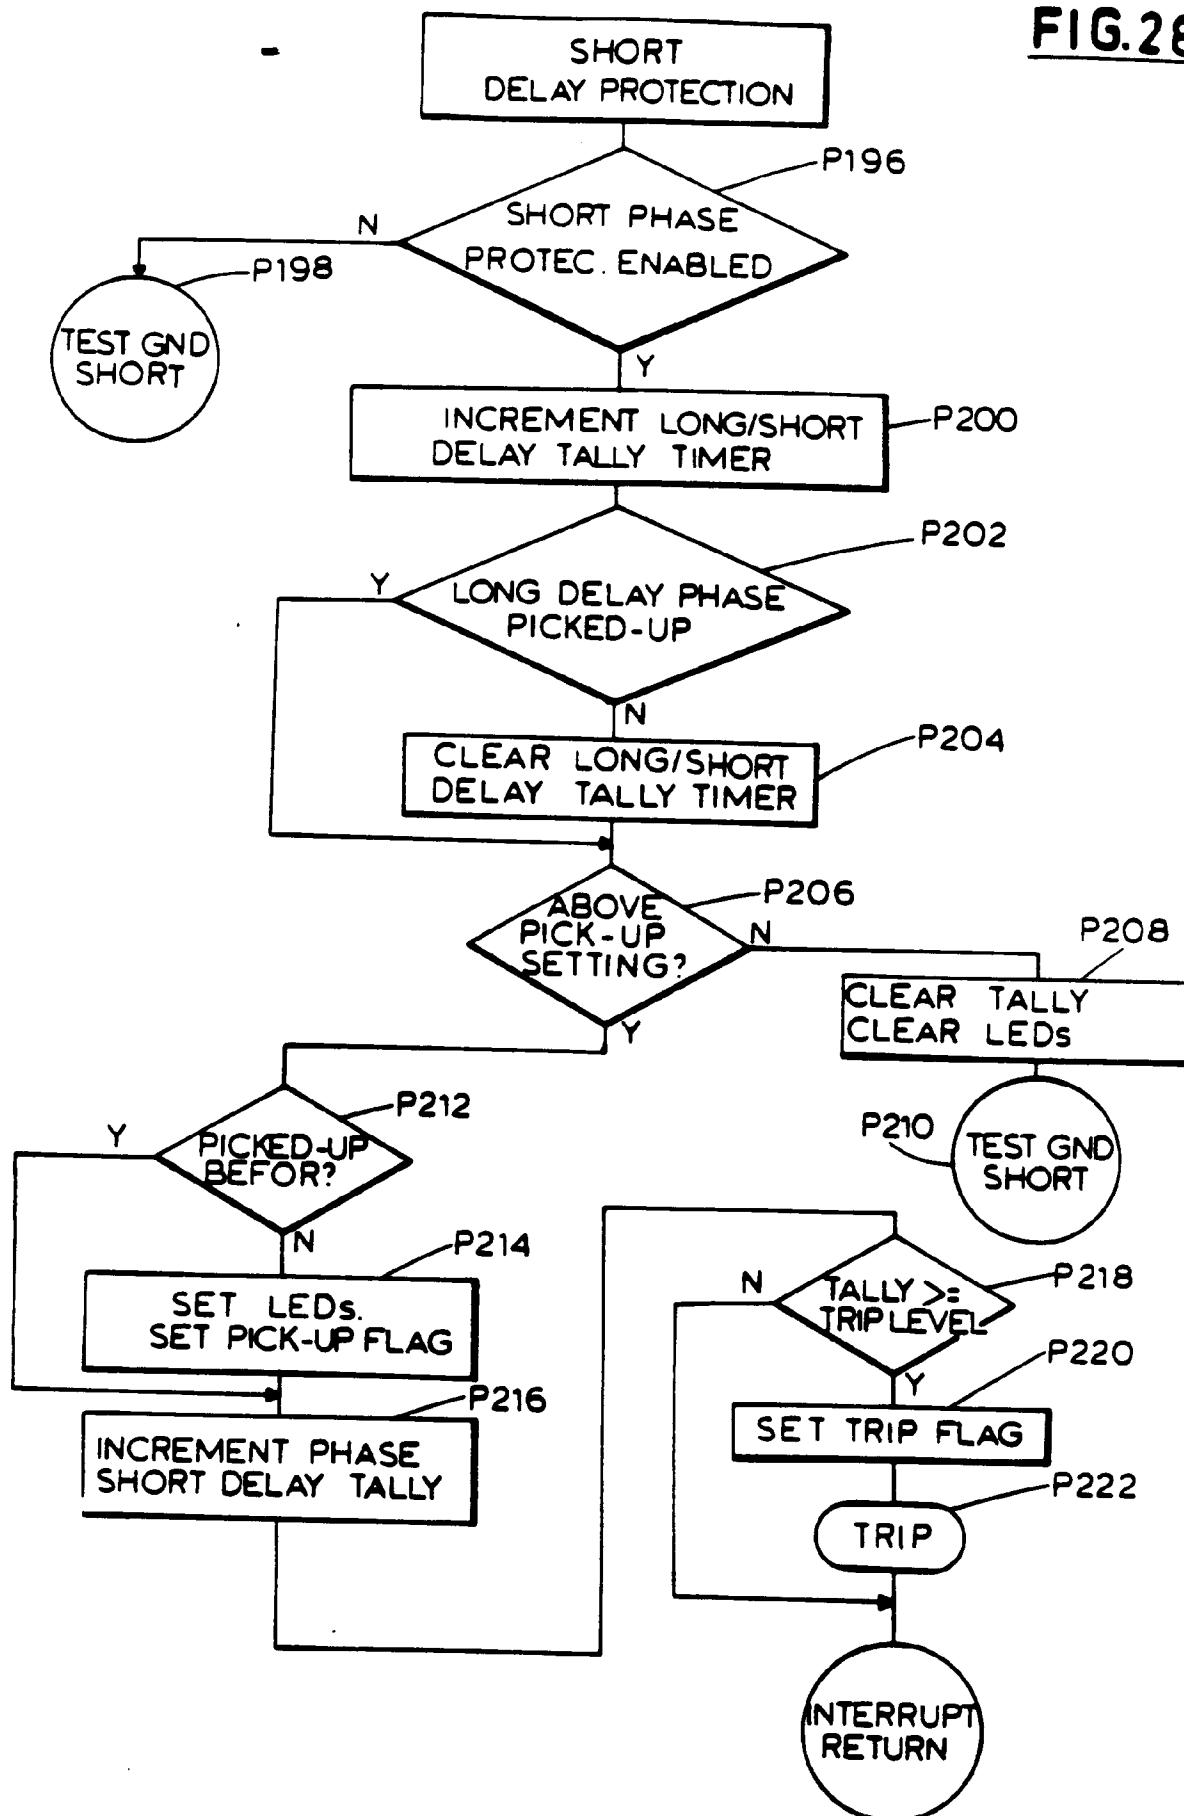 FIG.28
SHORT
DELAY PROTECTION
P196
SHORT PHASE
PROTEC. ENABLED
N
P198
TEST GND
SHORT
Y
INCREMENT LONG/SHORT
DELAY TALLY TIMER
P200
P202
Y
LONG DELAY PHASE
PICKED-UP
N
P204
CLEAR LONG/SHORT
DELAY TALLY TIMER
P206
ABOVE
PICK-UP
SETTING?
N
P208
CLEAR TALLY
CLEAR LEDs
Y
P212
Y
PICKED-UP
BEFOR?
P210
TEST GND
SHORT
N
P214
SET LEDs.
SET PICK-UP FLAG
P216
INCREMENT PHASE
SHORT DELAY TALLY
N
P218
TALLY >=
TRIP LEVEL
P220
Y
SET TRIP FLAG
P222
TRIP
INTERRUPT
RETURN